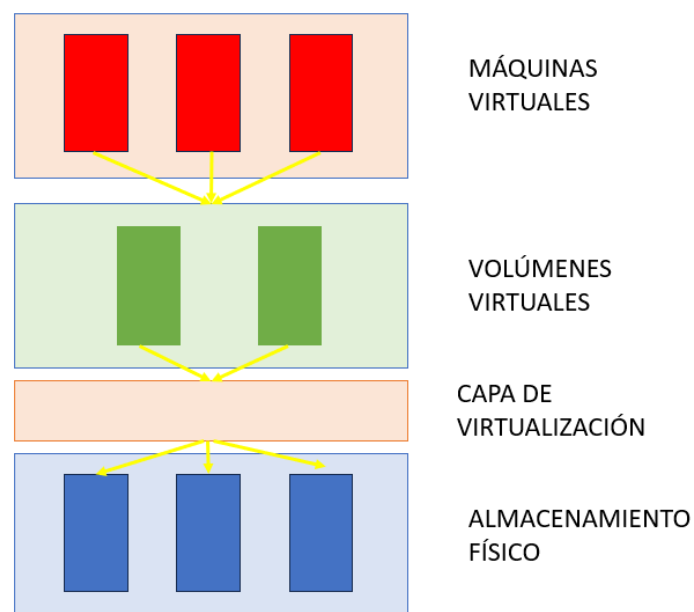 MÁQUINAS
VIRTUALES
VOLÚMENES
VIRTUALES
CAPA DE
VIRTUALIZACIÓN
ALMACENAMIENTO
FÍSICO